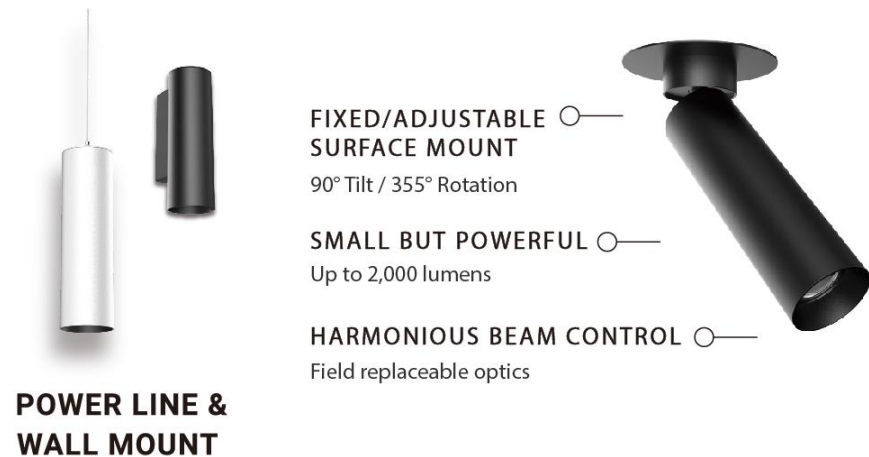 FIXED/ADJUSTABLE
SURFACE MOUNT
90° Tilt / 355° Rotation
SMALL BUT POWERFUL
Up to 2,000 lumens
HARMONIOUS BEAM CONTROL
Field replaceable optics
POWER LINE &
WALL MOUNT